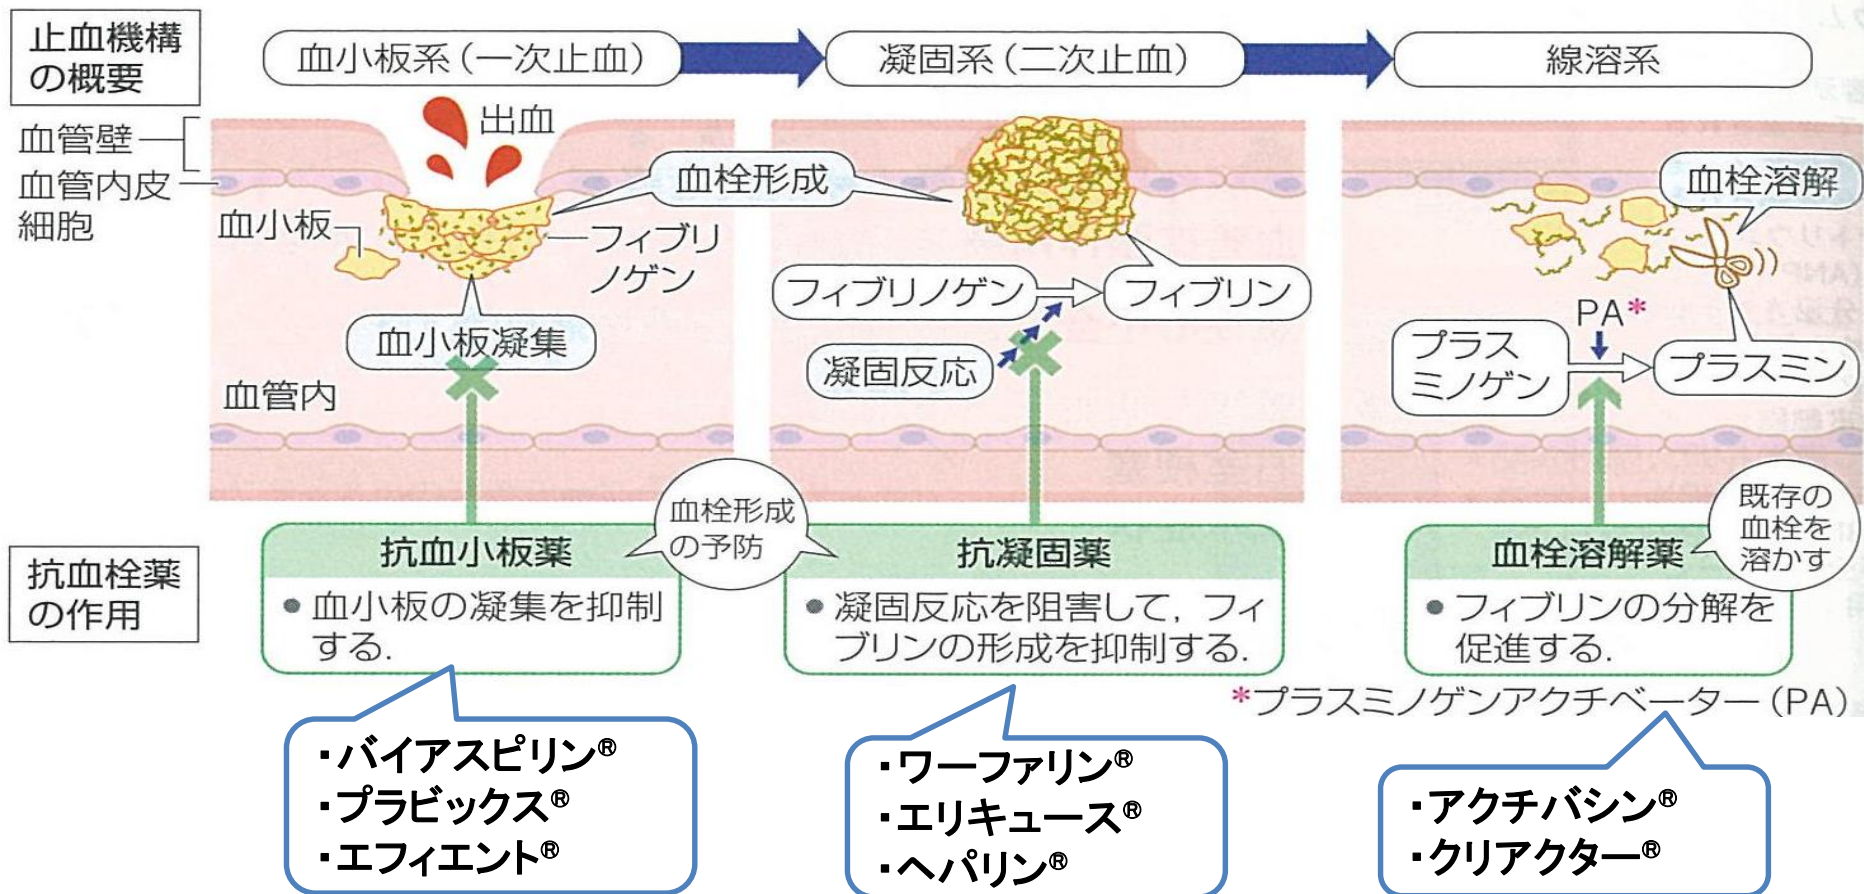 止血機構
の概要
血小板系(一次止血)
凝固系(二次止血)
線溶系
血管壁
血管内皮
細胞
出血
血小板
フィブリ
ノゲン
血小板凝集
血管内
血栓形成
フィブリノゲン
フィブリン
凝固反応
血栓溶解
PA*
プラス
ミノゲン
プラスミン
血栓形成
の予防
既存の
血栓を
溶かす
抗血栓薬
の作用
抗血小板薬
● 血小板の凝集を抑制
する.
抗凝固薬
● 凝固反応を阻害して,フィ
ブリンの形成を抑制する.
血栓溶解薬
● フィブリンの分解を
促進する.
*プラスミノゲンアクチベーター(PA)
・バイアスピリン®
・プラビックス®
・エフィエント®
・ワーファリン®
・エリキュース®
・ヘパリン®
・アクチバシン®
・クリアクター®